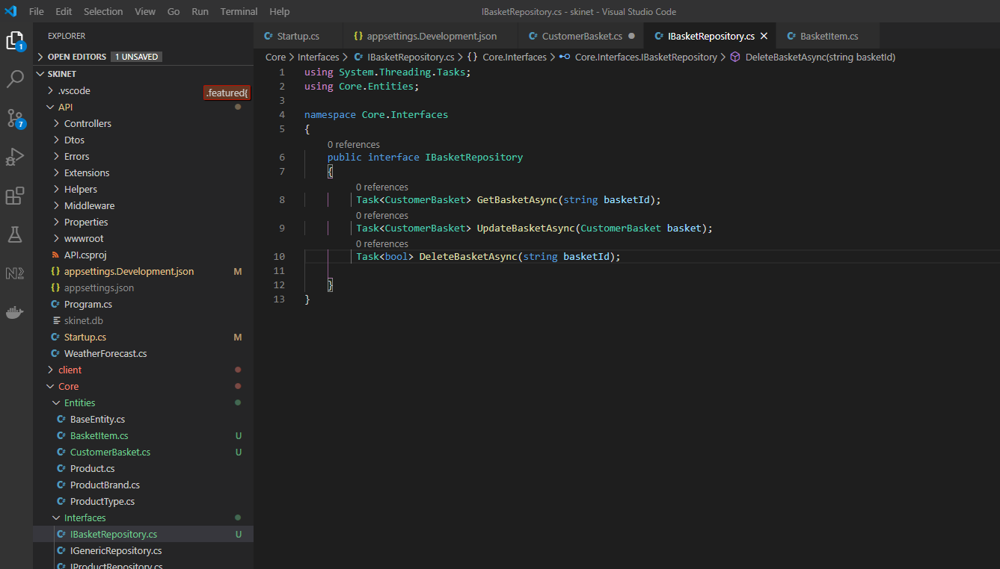 File Edit Selection View Go Run Terminal Help IBasketRepository.cs - skinet - Visual Studio Code
EXPLORER
OPEN EDITORS 1 UNSAVED
SKINET
.vscode
.featured{
API
Controllers
Dtos
Errors
Extensions
Helpers
Middleware
Properties
wwwroot
API.csproj
{} appsettings.Development.json M
{} appsettings.json
C# Program.cs
skinet.db
C# Startup.cs M
C# WeatherForecast.cs
client
Core
Entities
C# BaseEntity.cs
C# BasketItem.cs U
C# CustomerBasket.cs U
C# Product.cs
C# ProductBrand.cs
C# ProductType.cs
Interfaces
C# IBasketRepository.cs U
C# IGenericRepository.cs
C# IProductRepository.cs
1
7
N2
C# Startup.cs {} appsettings.Development.json C# CustomerBasket.cs C# IBasketRepository.cs C# BasketItem.cs
Core > Interfaces > C# IBasketRepository.cs > {} Core.Interfaces > Core.Interfaces.IBasketRepository > DeleteBasketAsync(string basketId)
1 using System.Threading.Tasks;
2 using Core.Entities;
3
4 namespace Core.Interfaces
5 {
0 references
6 public interface IBasketRepository
7 {
0 references
8 Task<CustomerBasket> GetBasketAsync(string basketId);
0 references
9 Task<CustomerBasket> UpdateBasketAsync(CustomerBasket basket);
0 references
10 Task<bool> DeleteBasketAsync(string basketId);
11
12 }
13 }